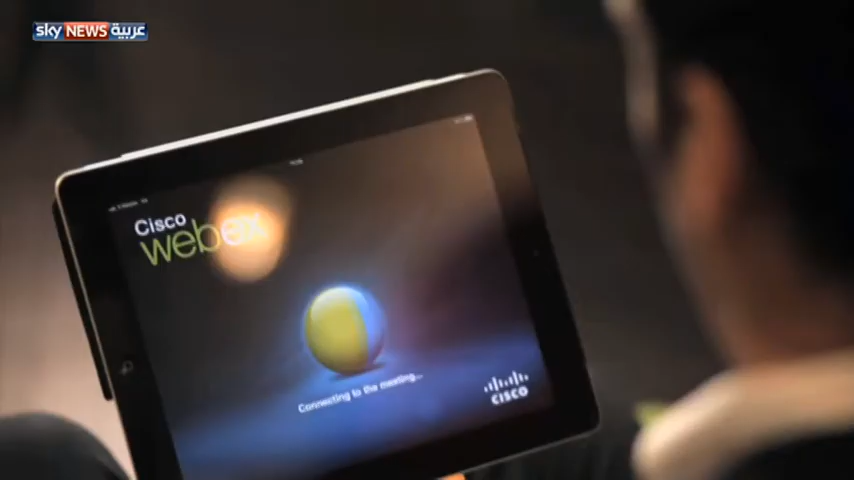 sky NEWS عربية
Cisco
webex
Connecting to the meeting...
CISCO